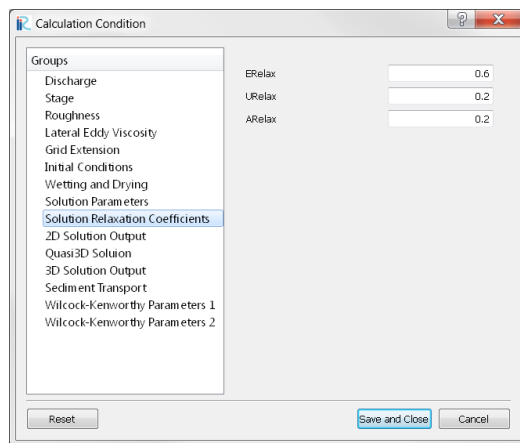 Calculation Condition
Groups
Discharge
Stage
Roughness
Lateral Eddy Viscosity
Grid Extension
Initial Conditions
Wetting and Drying
Solution Parameters
Solution Relaxation Coefficients
2D Solution Output
Quasi3D Soluion
3D Solution Output
Sediment Transport
Wilcock-Kenworthy Parameters 1
Wilcock-Kenworthy Parameters 2
ERelax 0.6
URelax 0.2
ARelax 0.2
Reset Save and Close Cancel